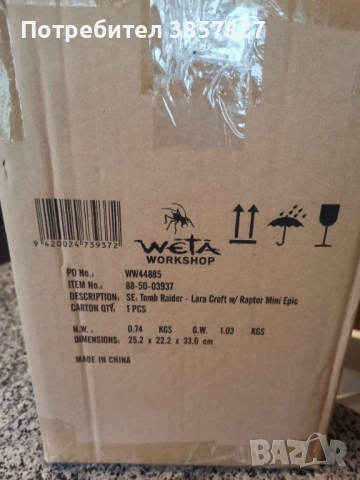 Потребител 3857827
9 420024 739372
WĒTĀ
WORKSHOP
PO No.: WW44885
ITEM No.: 88-50-03937
DESCRIPTION: SE. Tomb Raider - Lara Croft w/ Raptor Mini Epic
CARTON QTY. 1 PCS
N.W. 0.74 KGS G.W. 1.03 KGS
DIMENSIONS: 25.2 x 22.2 x 33.6 cm
MADE IN CHINA
BAZAR